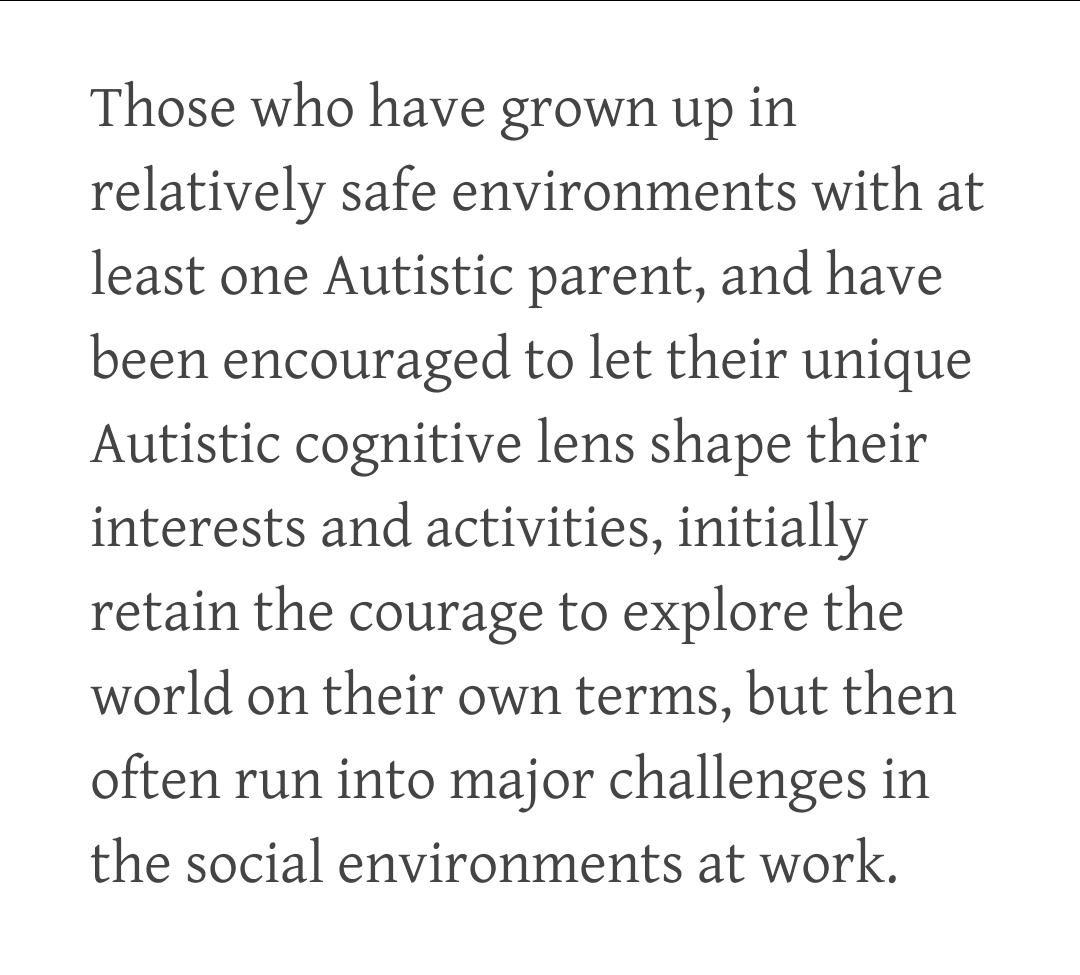 Those who have grown up in
relatively safe environments with at
least one Autistic parent, and have
been encouraged to let their unique
Autistic cognitive lens shape their
interests and activities, initially
retain the courage to explore the
world on their own terms, but then
often run into major challenges in
the social environments at work.